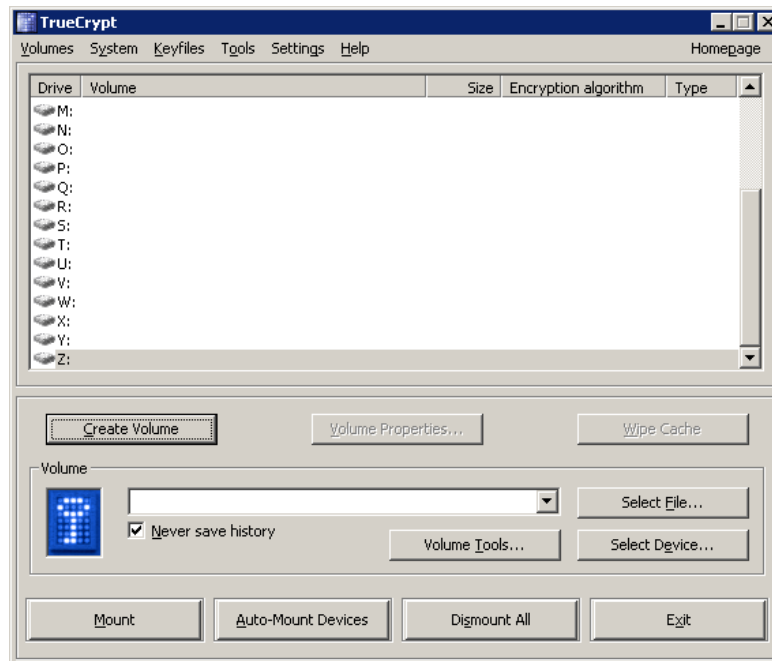 TrueCrypt
Volumes System Keyfiles Tools Settings Help Homepage
Drive Volume Size Encryption algorithm Type
M:
N:
O:
P:
Q:
R:
S:
T:
U:
V:
W:
X:
Y:
Z:
Create Volume Volume Properties... Wipe Cache
Volume
Select File...
Never save history
Volume Tools... Select Device...
Mount Auto-Mount Devices Dismount All Exit